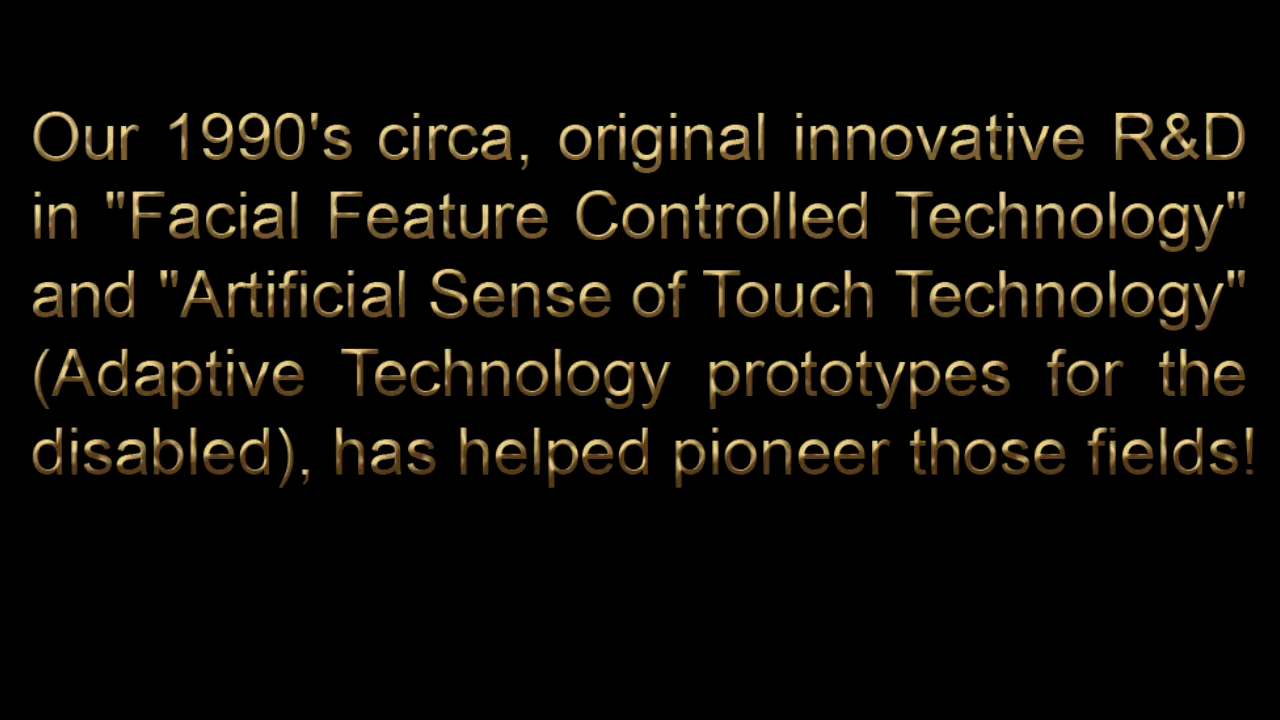 Our 1990's circa, original innovative R&D
in "Facial Feature Controlled Technology"
and "Artificial Sense of Touch Technology"
(Adaptive Technology prototypes for the
disabled), has helped pioneer those fields!